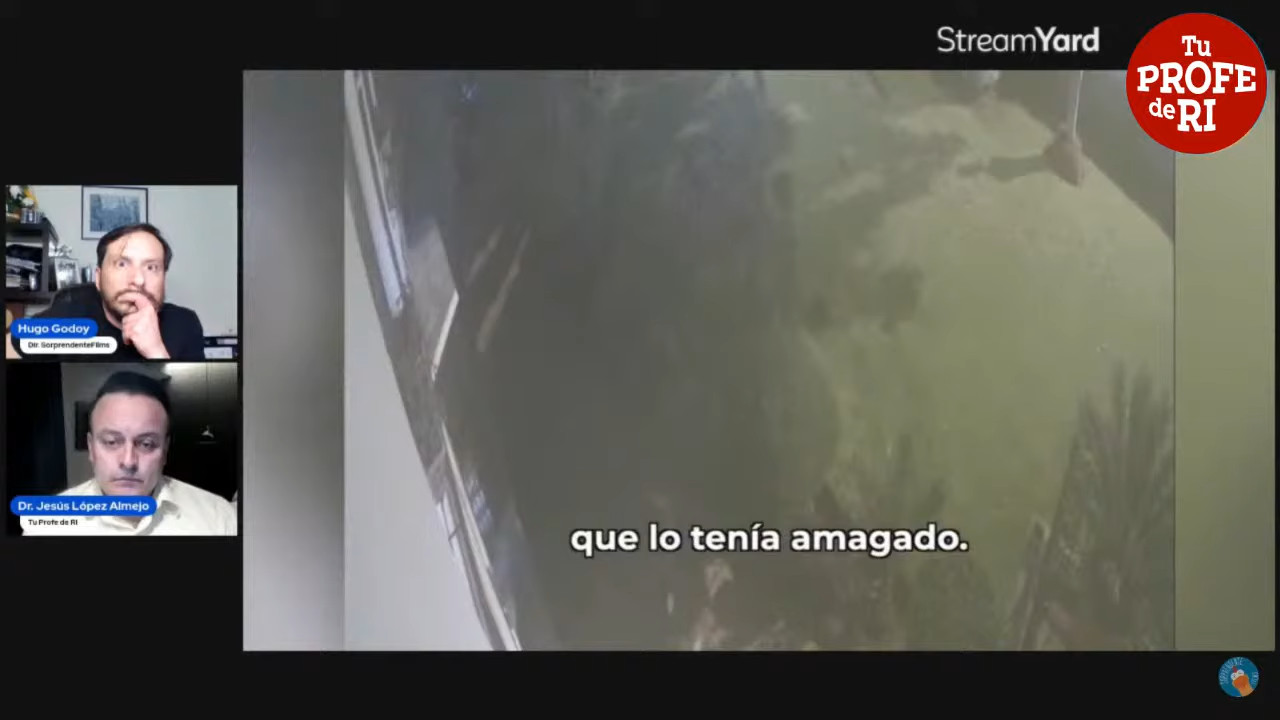 StreamYard
Tu
PROFE
de RI
Hugo Godoy
Dir. SorprendenteFilms
Dr. Jesús López Almejo
Tu Profe de RI
que lo tenía amagado.